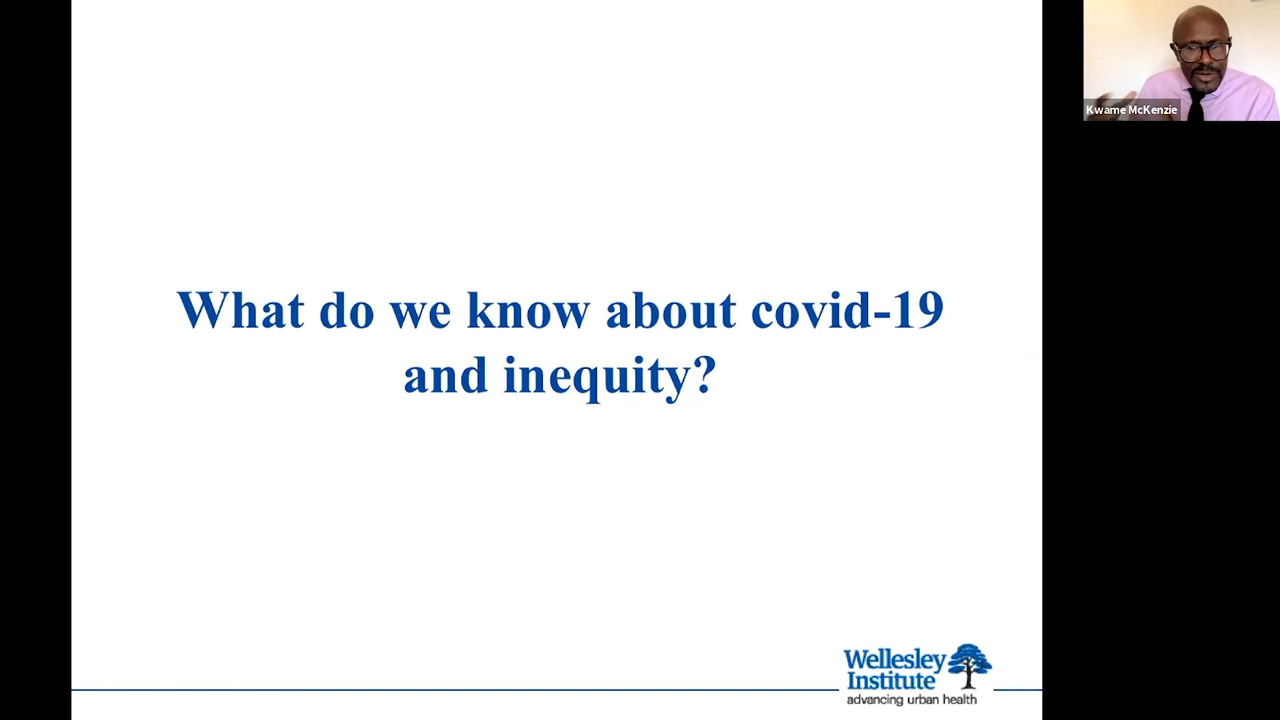 Kwame McKenzie
What do we know about covid-19
and inequity?
Wellesley
Institute
advancing urban health